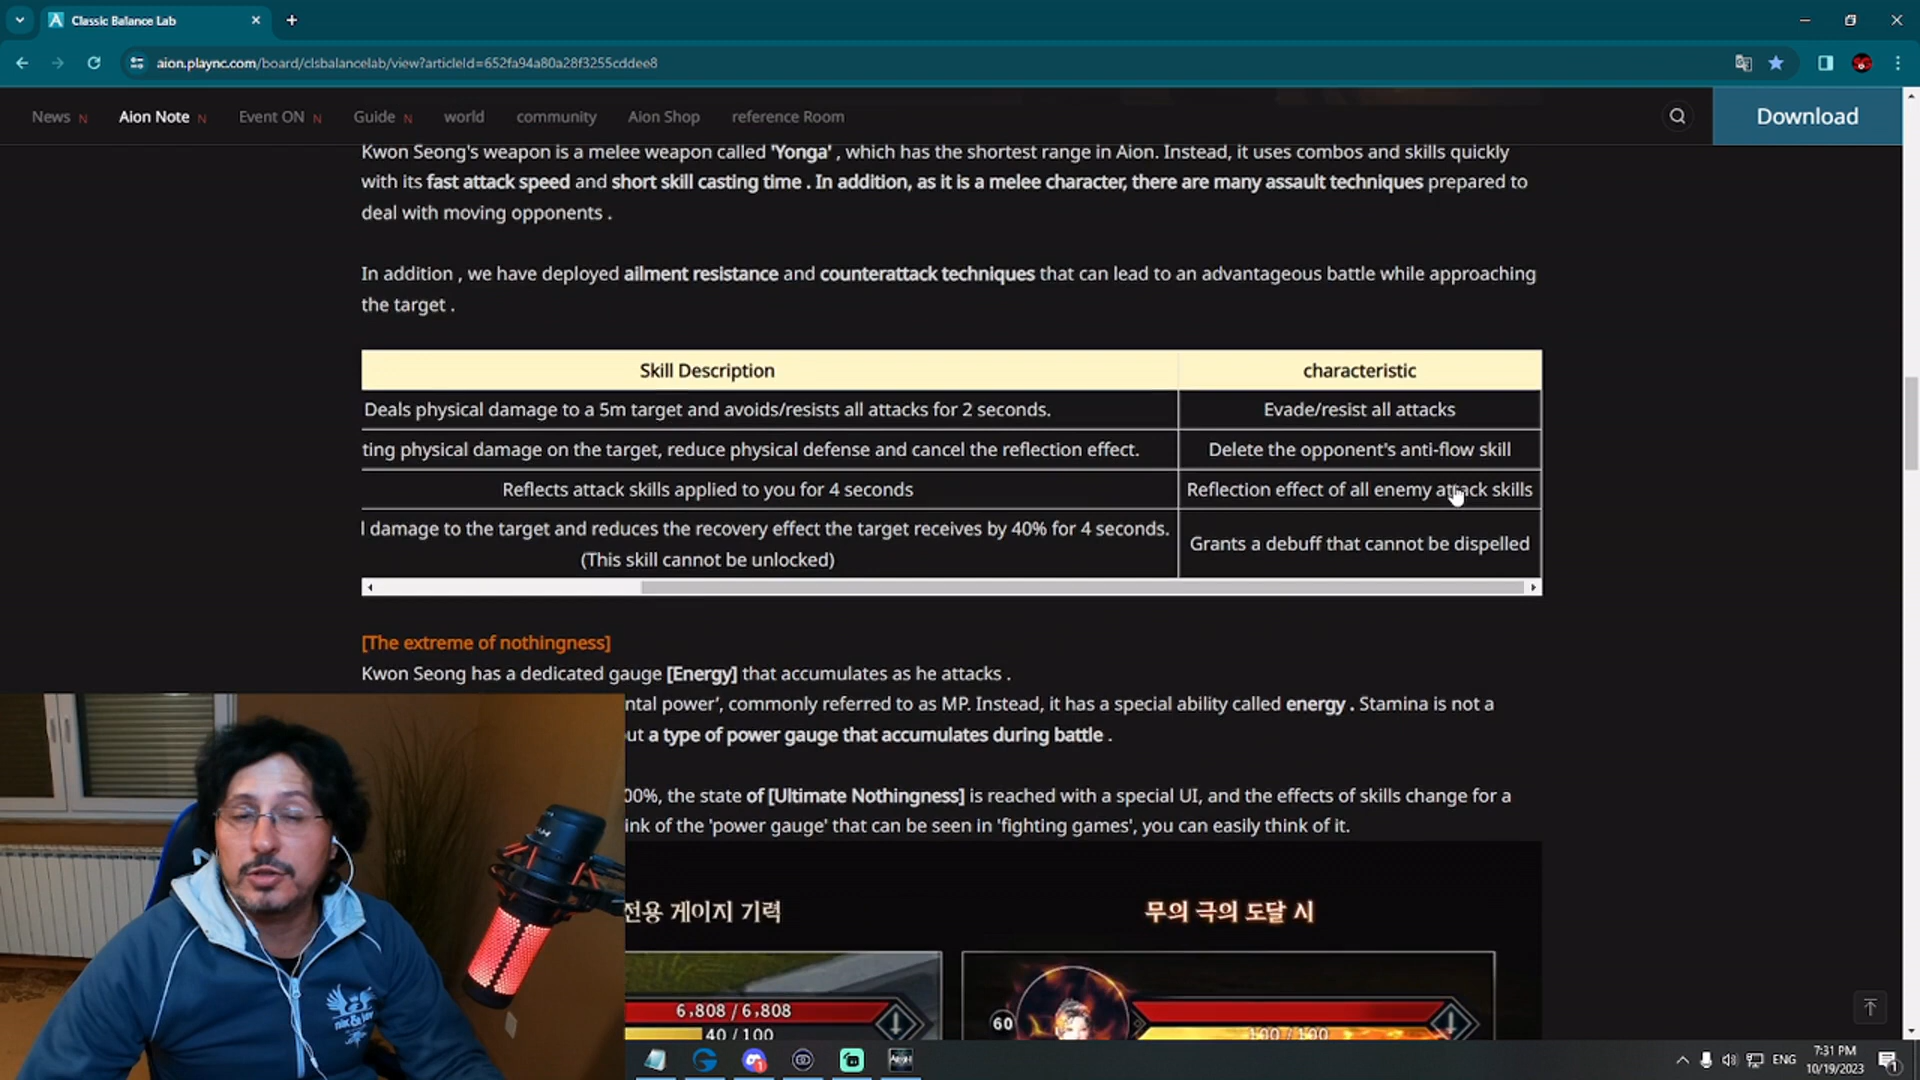 Classic Balance Lab
aion.plaync.com/board/clsbalancelab/view?articleId=652fa94a80a28f3255cddee8
News N Aion Note N Event ON N Guide N world community Aion Shop reference Room Download
Kwon Seong's weapon is a melee weapon called 'Yonga' , which has the shortest range in Aion. Instead, it uses combos and skills quickly
with its fast attack speed and short skill casting time . In addition, as it is a melee character, there are many assault techniques prepared to
deal with moving opponents .
In addition , we have deployed ailment resistance and counterattack techniques that can lead to an advantageous battle while approaching
the target .
Skill Description characteristic
Deals physical damage to a 5m target and avoids/resists all attacks for 2 seconds. Evade/resist all attacks
ting physical damage on the target, reduce physical defense and cancel the reflection effect. Delete the opponent's anti-flow skill
Reflects attack skills applied to you for 4 seconds Reflection effect of all enemy attack skills
l damage to the target and reduces the recovery effect the target receives by 40% for 4 seconds.
(This skill cannot be unlocked) Grants a debuff that cannot be dispelled
[The extreme of nothingness]
Kwon Seong has a dedicated gauge [Energy] that accumulates as he attacks .
ntal power', commonly referred to as MP. Instead, it has a special ability called energy . Stamina is not a
ut a type of power gauge that accumulates during battle .
00%, the state of [Ultimate Nothingness] is reached with a special UI, and the effects of skills change for a
ink of the 'power gauge' that can be seen in 'fighting games', you can easily think of it.
전용 게이지 기력 무의 극의 도달 시
6,808 / 6,808
40 / 100
60
100 / 100
ENG
7:31 PM
10/19/2023